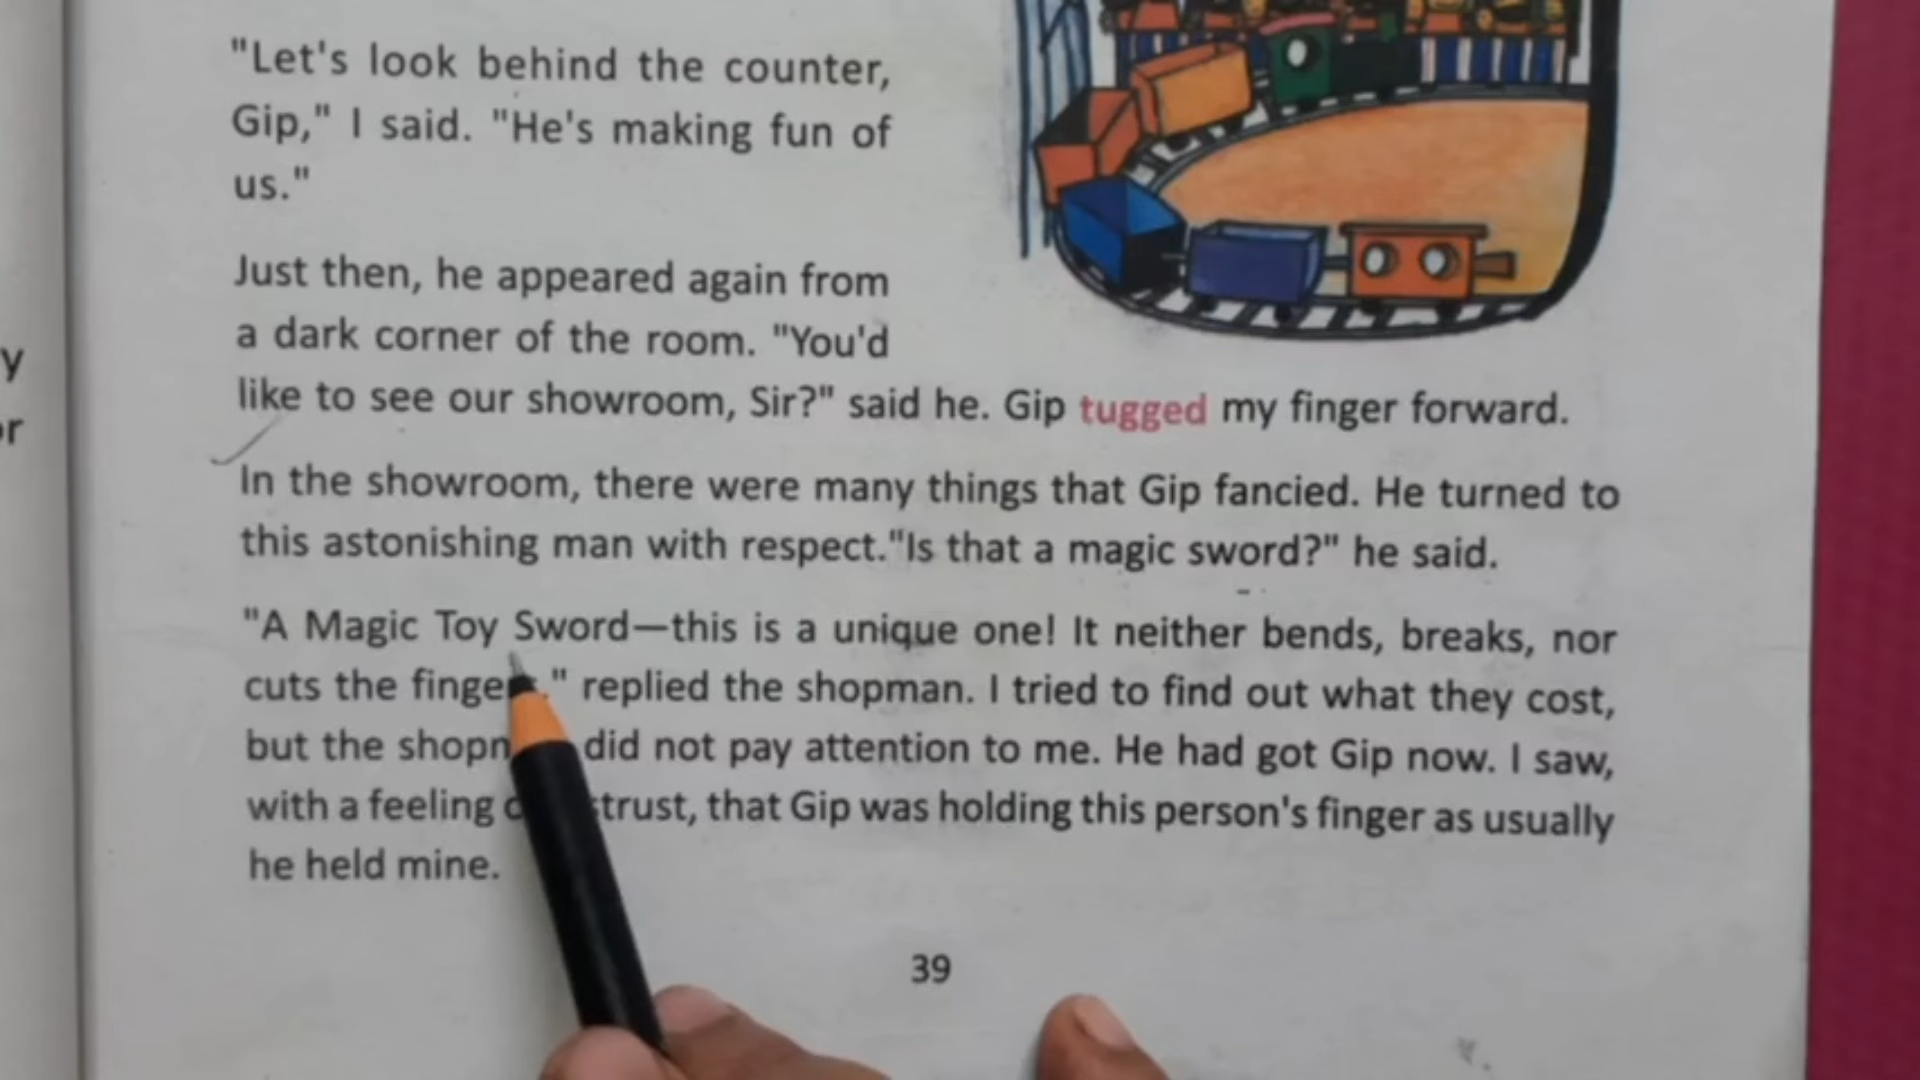 "Let's look behind the counter,
Gip," I said. "He's making fun of
us."
Just then, he appeared again from
a dark corner of the room. "You'd
like to see our showroom, Sir?" said he. Gip tugged my finger forward.
In the showroom, there were many things that Gip fancied. He turned to
this astonishing man with respect."Is that a magic sword?" he said.
"A Magic Toy Sword—this is a unique one! It neither bends, breaks, nor
cuts the ." replied the shopman. I tried to find out what they cost,
but the did not pay attention to me. He had got Gip now. I saw,
with a feeling that Gip was holding this person's finger as usually
he held mine.
39
y
or